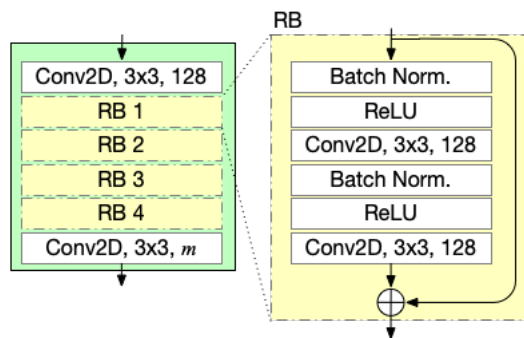 Conv2D, 3x3, 128
RB 1
RB 2
RB 3
RB 4
Conv2D, 3x3, m
RB
Batch Norm.
ReLU
Conv2D, 3x3, 128
Batch Norm.
ReLU
Conv2D, 3x3, 128